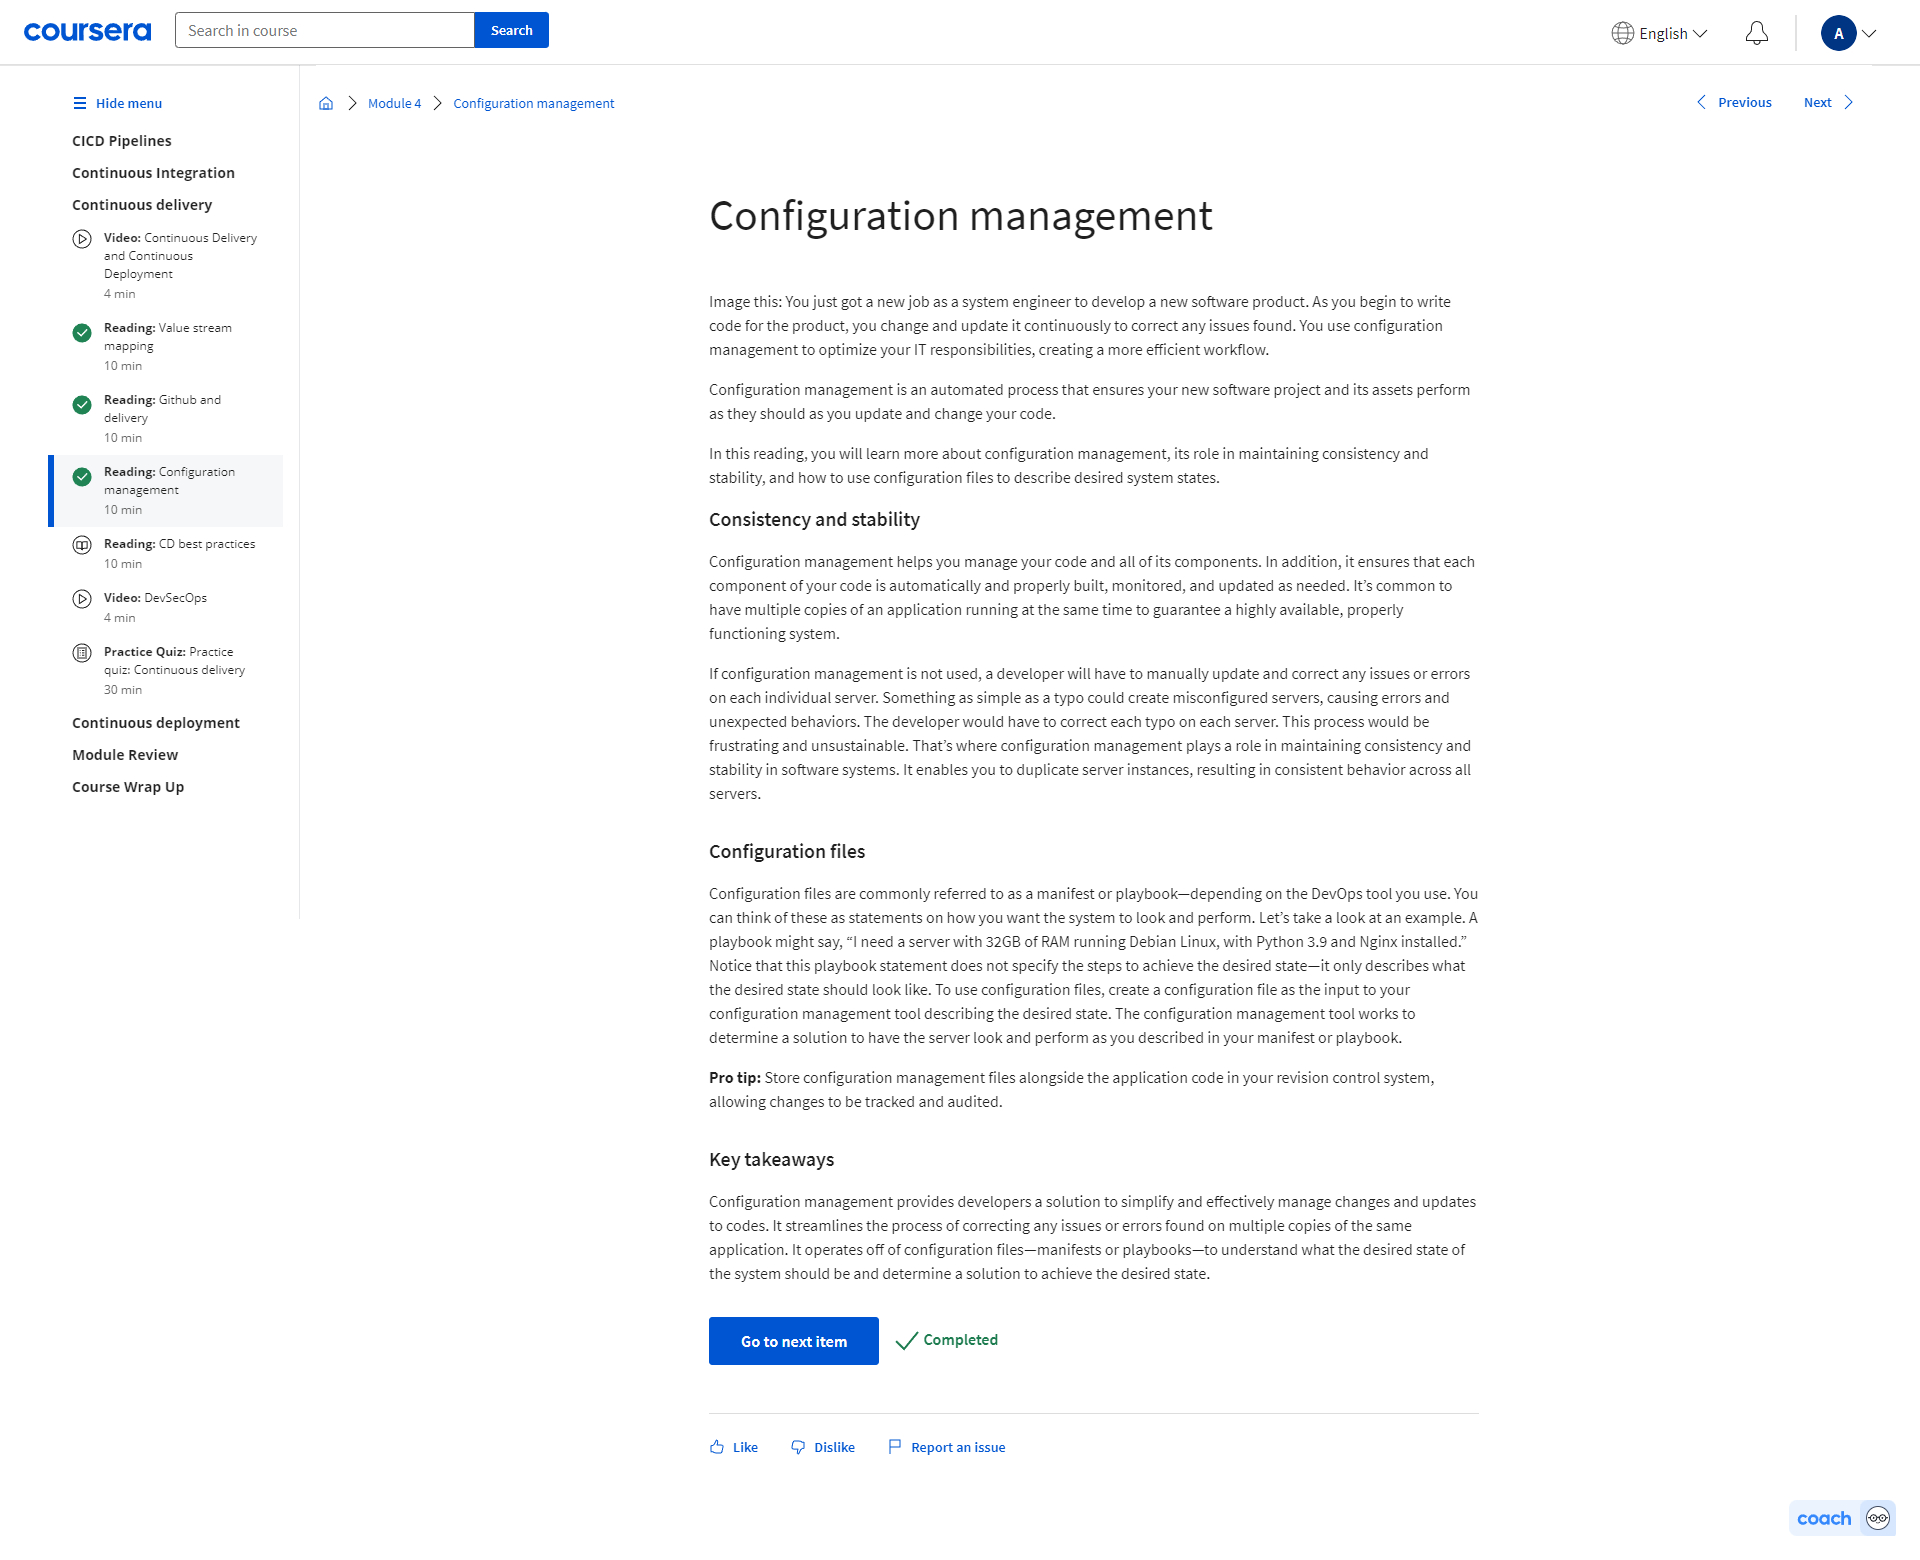 coursera
Search in course
Search
English
A
Hide menu
CICD Pipelines
Continuous Integration
Continuous delivery
Video: Continuous Delivery
and Continuous
Deployment
4 min
Reading: Value stream
mapping
10 min
Reading: Github and
delivery
10 min
Reading: Configuration
management
10 min
Reading: CD best practices
10 min
Video: DevSecOps
4 min
Practice Quiz: Practice
quiz: Continuous delivery
30 min
Continuous deployment
Module Review
Course Wrap Up
Module 4
Configuration management
Previous
Next
Configuration management
Image this: You just got a new job as a system engineer to develop a new software product. As you begin to write
code for the product, you change and update it continuously to correct any issues found. You use configuration
management to optimize your IT responsibilities, creating a more efficient workflow.
Configuration management is an automated process that ensures your new software project and its assets perform
as they should as you update and change your code.
In this reading, you will learn more about configuration management, its role in maintaining consistency and
stability, and how to use configuration files to describe desired system states.
Consistency and stability
Configuration management helps you manage your code and all of its components. In addition, it ensures that each
component of your code is automatically and properly built, monitored, and updated as needed. It’s common to
have multiple copies of an application running at the same time to guarantee a highly available, properly
functioning system.
If configuration management is not used, a developer will have to manually update and correct any issues or errors
on each individual server. Something as simple as a typo could create misconfigured servers, causing errors and
unexpected behaviors. The developer would have to correct each typo on each server. This process would be
frustrating and unsustainable. That’s where configuration management plays a role in maintaining consistency and
stability in software systems. It enables you to duplicate server instances, resulting in consistent behavior across all
servers.
Configuration files
Configuration files are commonly referred to as a manifest or playbook—depending on the DevOps tool you use. You
can think of these as statements on how you want the system to look and perform. Let’s take a look at an example. A
playbook might say, “I need a server with 32GB of RAM running Debian Linux, with Python 3.9 and Nginx installed.”
Notice that this playbook statement does not specify the steps to achieve the desired state—it only describes what
the desired state should look like. To use configuration files, create a configuration file as the input to your
configuration management tool describing the desired state. The configuration management tool works to
determine a solution to have the server look and perform as you described in your manifest or playbook.
Pro tip: Store configuration management files alongside the application code in your revision control system,
allowing changes to be tracked and audited.
Key takeaways
Configuration management provides developers a solution to simplify and effectively manage changes and updates
to codes. It streamlines the process of correcting any issues or errors found on multiple copies of the same
application. It operates off of configuration files—manifests or playbooks—to understand what the desired state of
the system should be and determine a solution to achieve the desired state.
Go to next item
Completed
Like
Dislike
Report an issue
coach